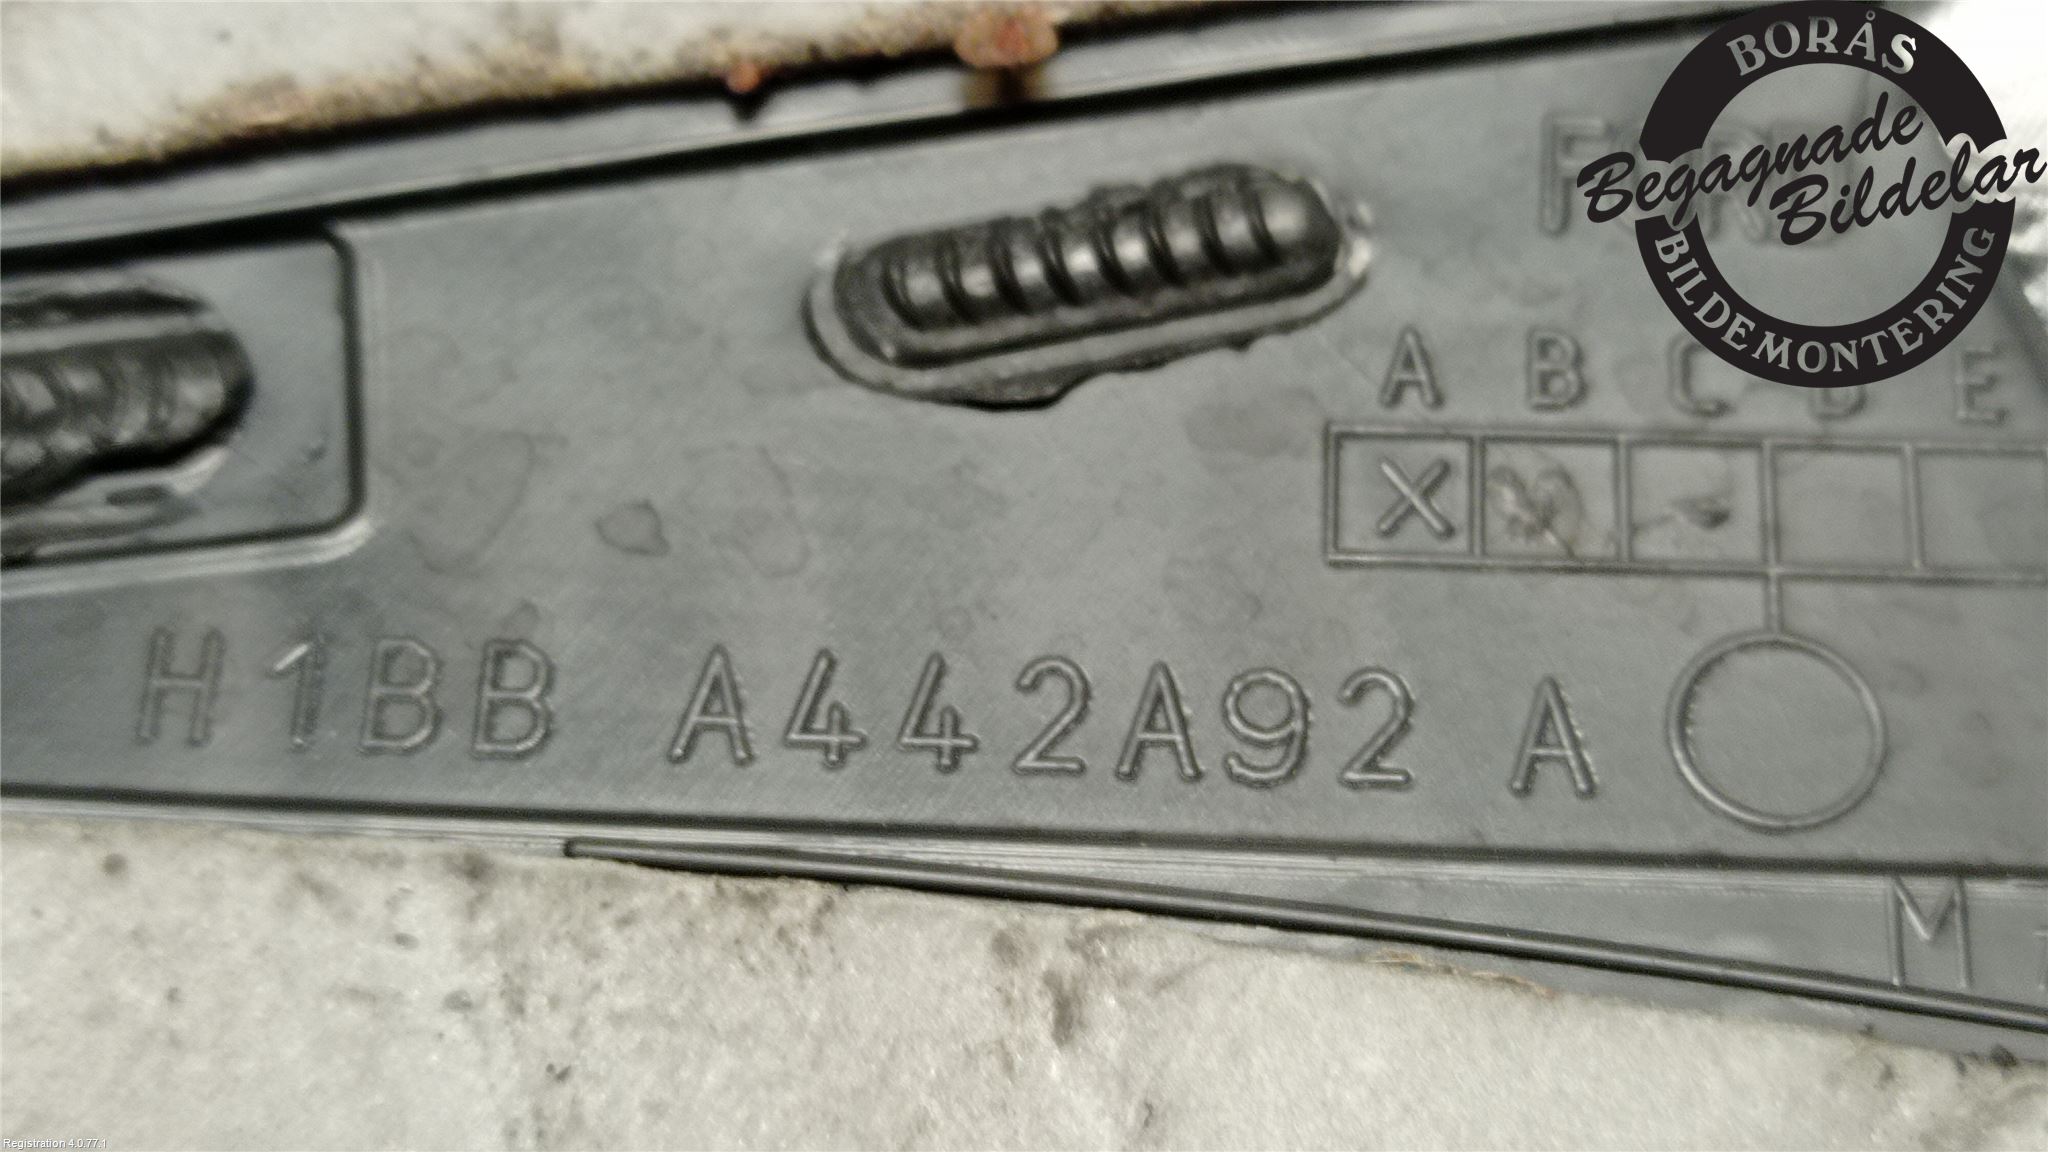 BORÅS
Begagnade
Bildelar
BILDEMONTERING
A B C D E
X
H1BB A442A92 A
M
Registration 4.0.77.1